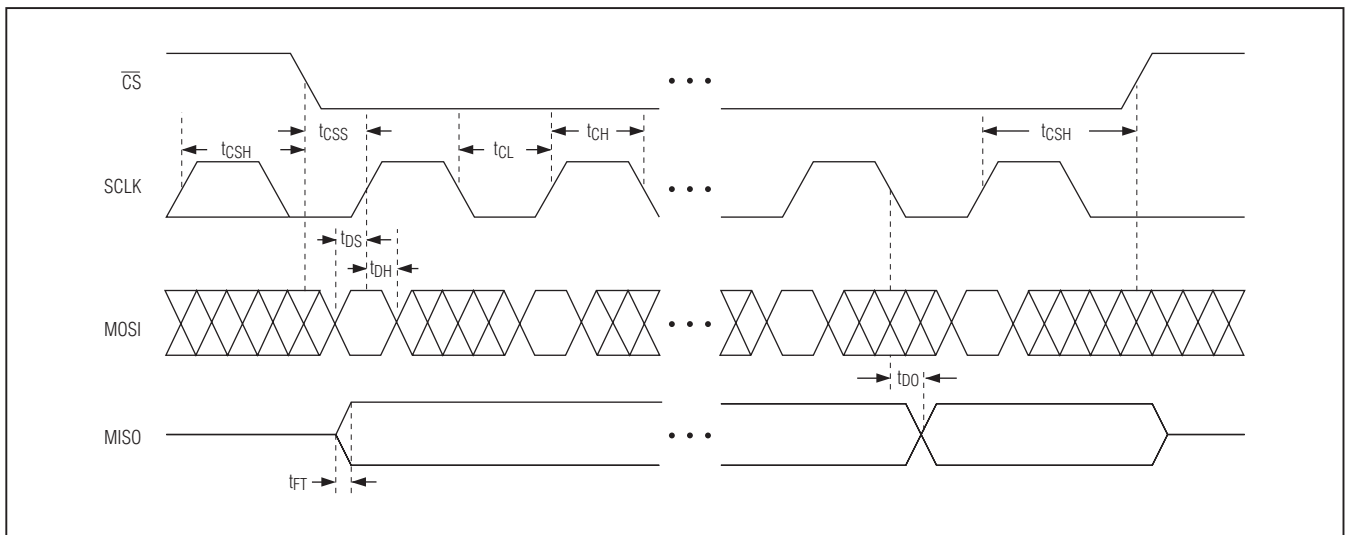 CS
tCSS
tCL
tCH
tCSH
tCSH
SCLK
tDS
tDH
MOSI
tDO
MISO
tFT